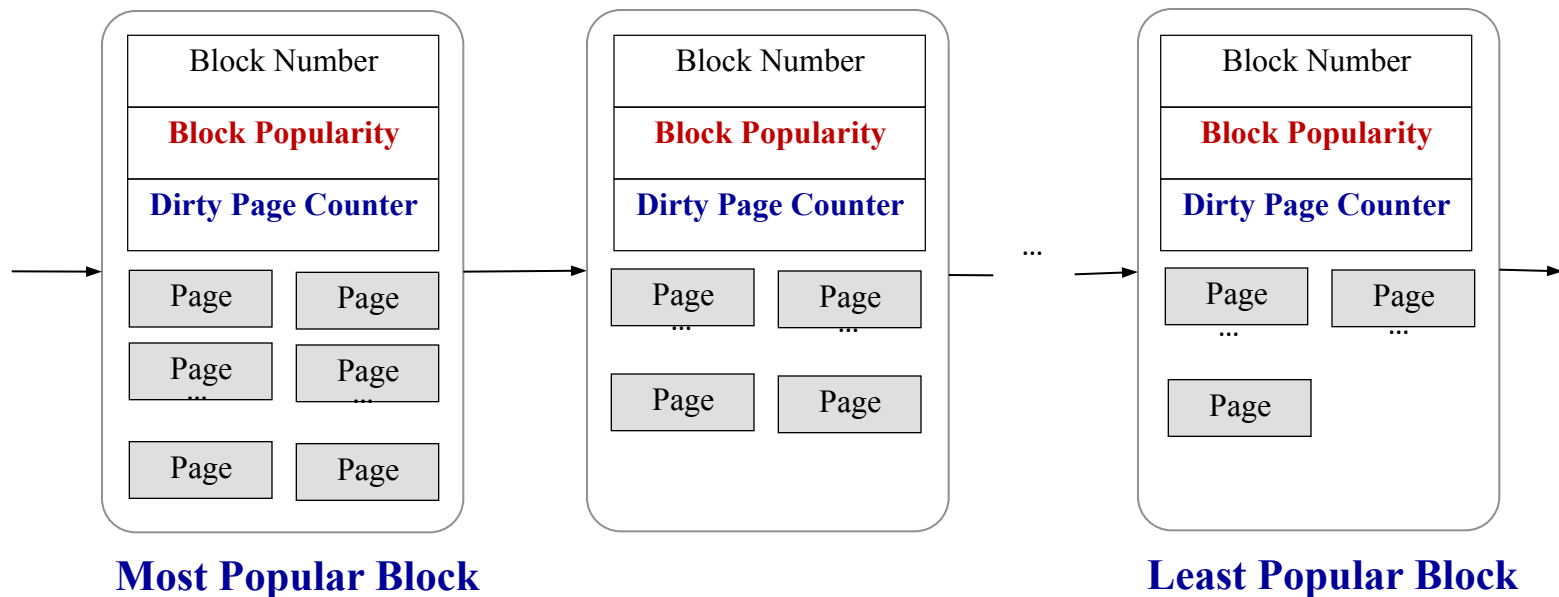 Block Number
Block Popularity
Dirty Page Counter
Page Page
Page Page
... ...
Page Page
Most Popular Block
Block Number
Block Popularity
Dirty Page Counter
Page Page
... ...
Page Page
...
Block Number
Block Popularity
Dirty Page Counter
Page Page
... ...
Page
Least Popular Block